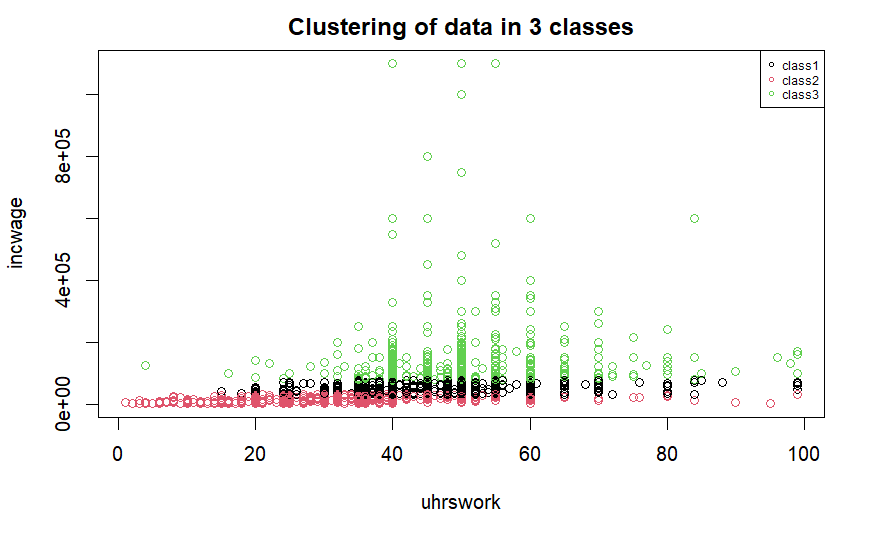 Clustering of data in 3 classes
class1
class2
class3
incwage
8e+05
4e+05
0e+00
0 20 40 60 80 100
uhrswork